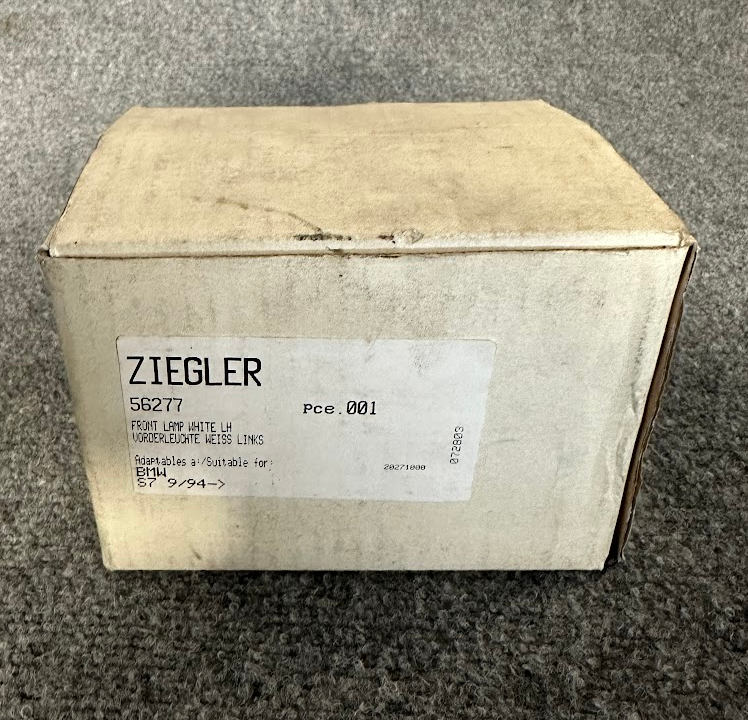 ZIEGLER
56277
Pce.001
FRONT LAMP WHITE LH
VORDERLEUCHTE WEISS LINKS
Adaptables a:/Suitable for:
BMW
S7 9/94->
20271000
072803